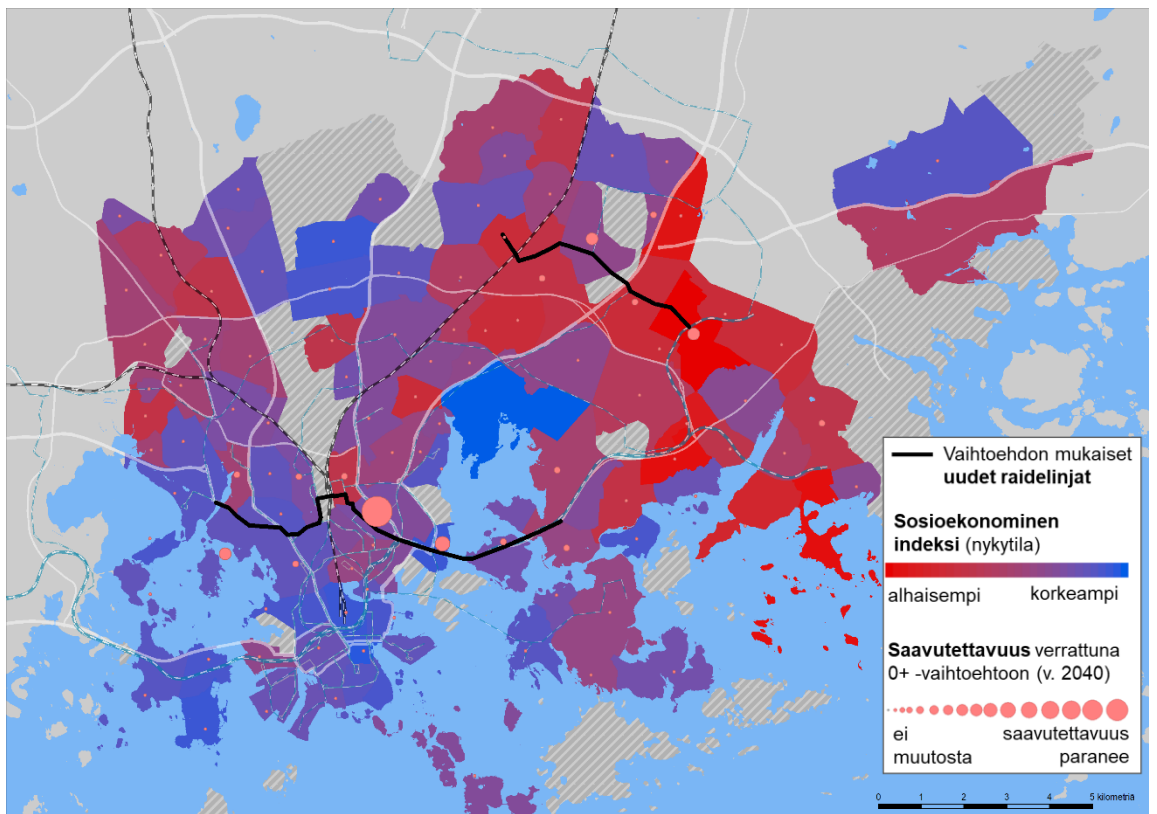 Vaihtoehdon mukaiset
uudet raidelinjat
Sosioekonominen
indeksi (nykytila)
alhaisempi korkeampi
Saavutettavuus verrattuna
0+ -vaihtoehtoon (v. 2040)
ei saavutettavuus
muutosta paranee
0 1 2 3 4 5 kilometriä